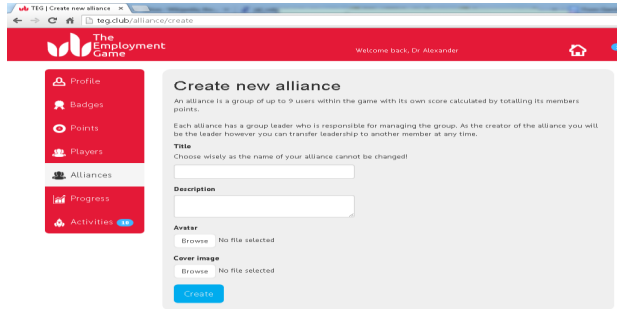 TEG | Create new alliance
teg.club/alliance/create
The
Employment
Game
Welcome back, Dr Alexander
Profile
Badges
Points
Players
Alliances
Progress
Activities
Create new alliance
An alliance is a group of up to 9 users within the game with its own score calculated by totalling its members
points.
Each alliance has a group leader who is responsible for managing the group. As the creator of the alliance you will
be the leader however you can transfer leadership to another member at any time.
Title
Choose wisely as the name of your alliance cannot be changed!
Description
Avatar
Browse No file selected
Cover image
Browse No file selected
Create